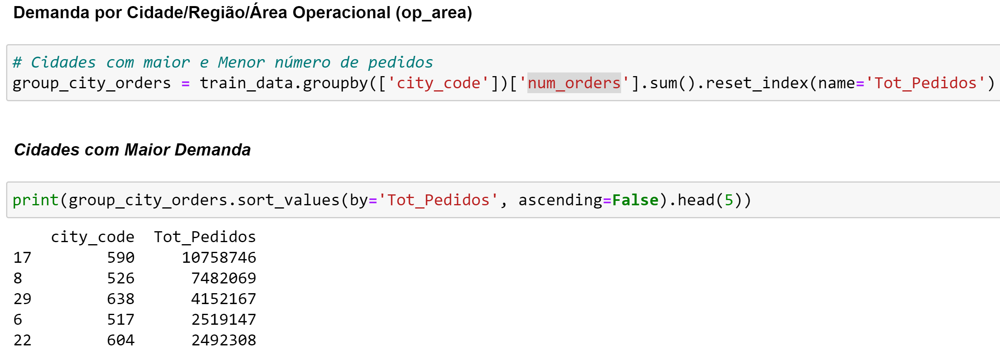 Demanda por Cidade/Região/Área Operacional (op_area)
# Cidades com maior e Menor número de pedidos
group_city_orders = train_data.groupby(['city_code'])['num_orders'].sum().reset_index(name='Tot_Pedidos')
Cidades com Maior Demanda
print(group_city_orders.sort_values(by='Tot_Pedidos', ascending=False).head(5))
city_code Tot_Pedidos
17 590 10758746
8 526 7482069
29 638 4152167
6 517 2519147
22 604 2492308